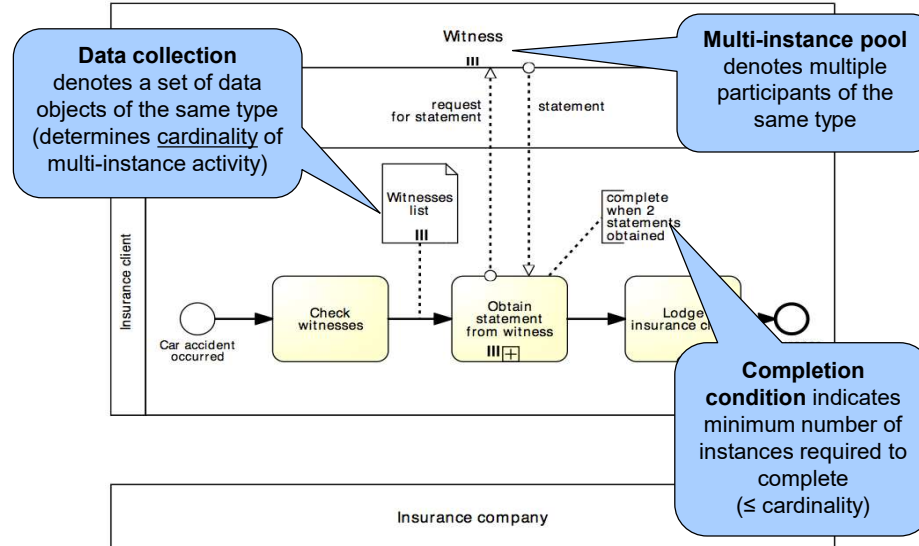 Data collection
denotes a set of data
objects of the same type
(determines cardinality of
multi-instance activity)
Witness
Multi-instance pool
denotes multiple
participants of the
same type
request
for statement
statement
Witnesses
list
complete
when 2
statements
obtained
Insurance client
Check
witnesses
Obtain
statement
from witness
Lodge
insurance
Car accident
occurred
Completion
condition indicates
minimum number of
instances required to
complete
(≤ cardinality)
Insurance company